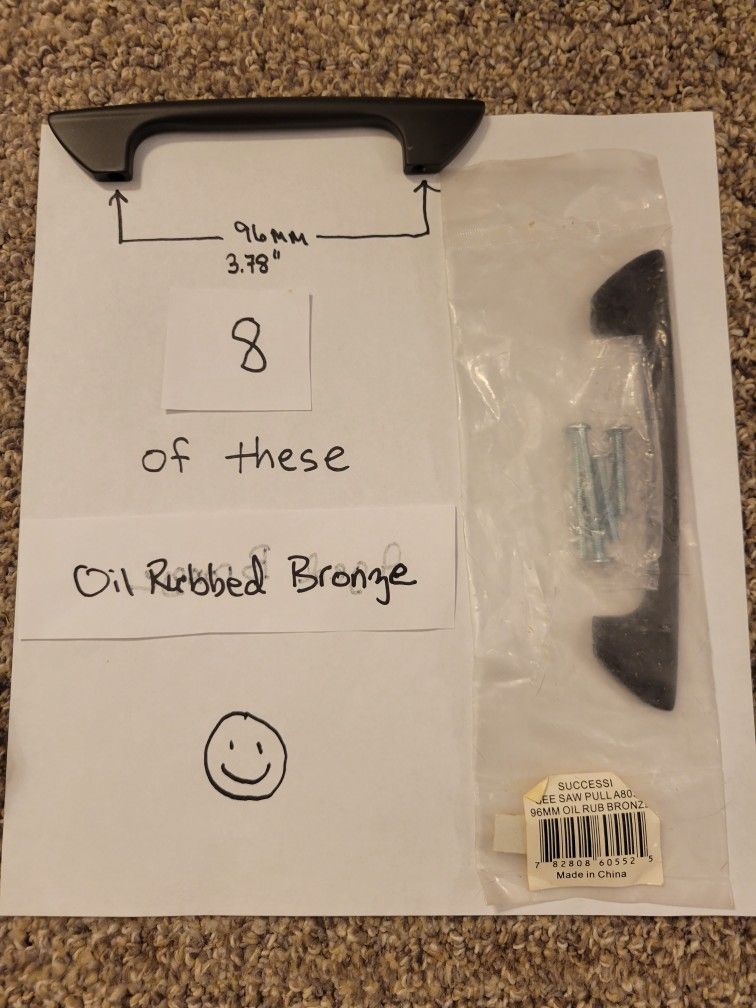 96MM
3.78"
8
of these
Oil Rubbed Bronze
SUCCESSI
SEE SAW PULL A80
96MM OIL RUB BRONZ
7 82808 60552 5
Made in China